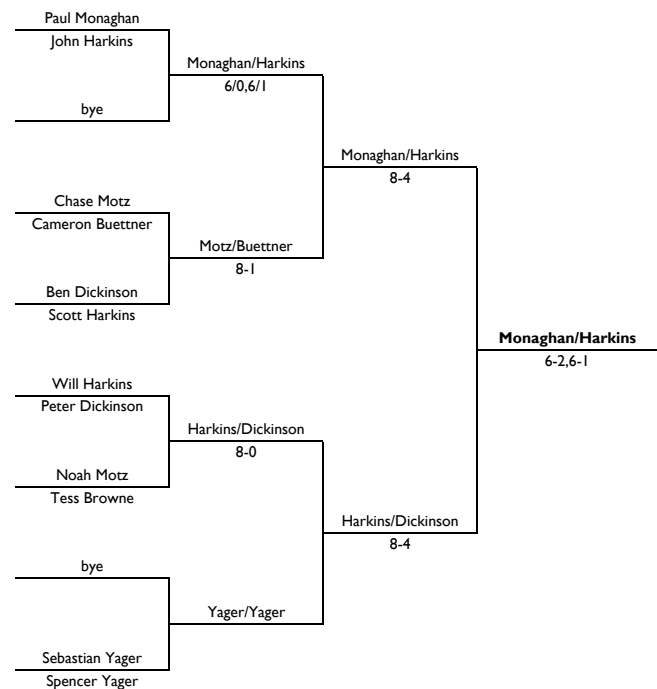 Paul Monaghan
John Harkins
Monaghan/Harkins
6/0,6/1
bye
Monaghan/Harkins
8-4
Chase Motz
Cameron Buettner
Motz/Buettner
8-1
Ben Dickinson
Scott Harkins
Monaghan/Harkins
6-2,6-1
Will Harkins
Peter Dickinson
Harkins/Dickinson
8-0
Noah Motz
Tess Browne
Harkins/Dickinson
8-4
bye
Yager/Yager
Sebastian Yager
Spencer Yager